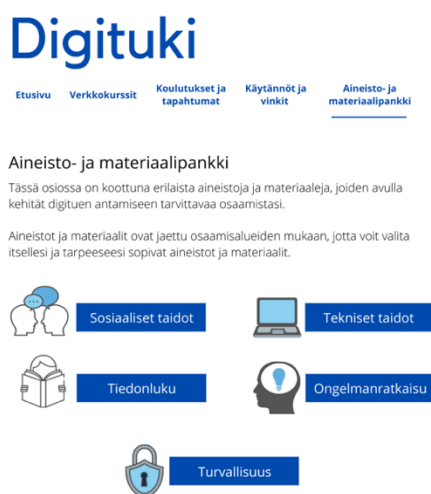 Digituki
Etusivu Verkkokurssit Koulutukset ja tapahtumat Käytännöt ja vinkit Aineisto- ja materiaalipankki
Aineisto- ja materiaalipankki
Tässä osiossa on koottuna erilaista aineistoja ja materiaaleja, joiden avulla
kehität digituen antamiseen tarvittavaa osaamistasi.
Aineistot ja materiaalit ovat jaettu osaamisalueiden mukaan, jotta voit valita
itsellesi ja tarpeeseesi sopivat aineistot ja materiaalit.
Sosiaaliset taidot
Tekniset taidot
Tiedonluku
Ongelmanratkaisu
Turvallisuus